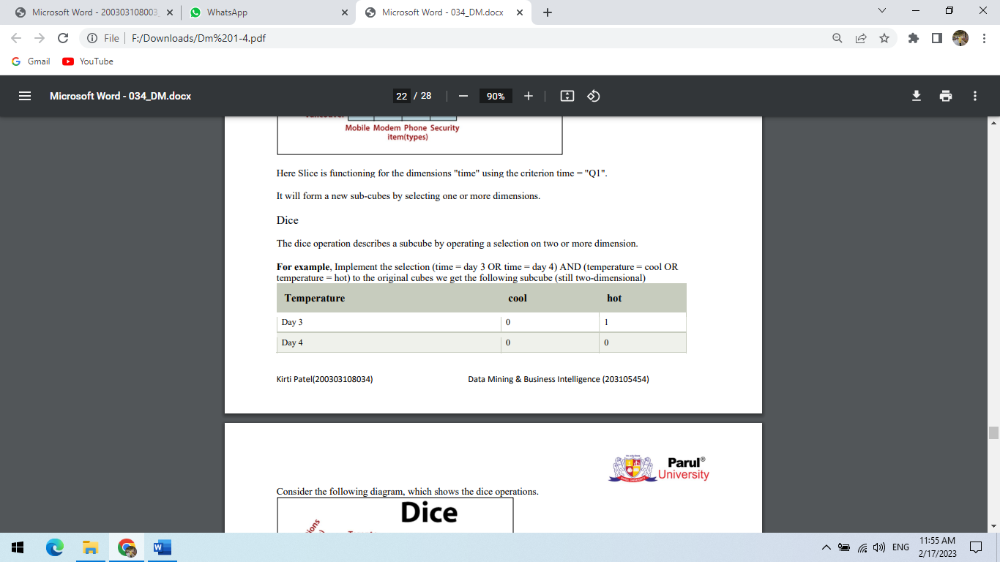 Microsoft Word - 200303108003_
WhatsApp
Microsoft Word - 034_DM.docx
File
F:/Downloads/Dm%201-4.pdf
Gmail
YouTube
Microsoft Word - 034_DM.docx
22 / 28
90%
Mobile Modem Phone Security
item(types)
Here Slice is functioning for the dimensions "time" using the criterion time = "Q1".
It will form a new sub-cubes by selecting one or more dimensions.
Dice
The dice operation describes a subcube by operating a selection on two or more dimension.
For example, Implement the selection (time = day 3 OR time = day 4) AND (temperature = cool OR
temperature = hot) to the original cubes we get the following subcube (still two-dimensional)
Temperature cool hot
Day 3 0 1
Day 4 0 0
Kirti Patel(200303108034) Data Mining & Business Intelligence (203105454)
Parul®
University
Consider the following diagram, which shows the dice operations.
Dice
ENG
11:55 AM
2/17/2023